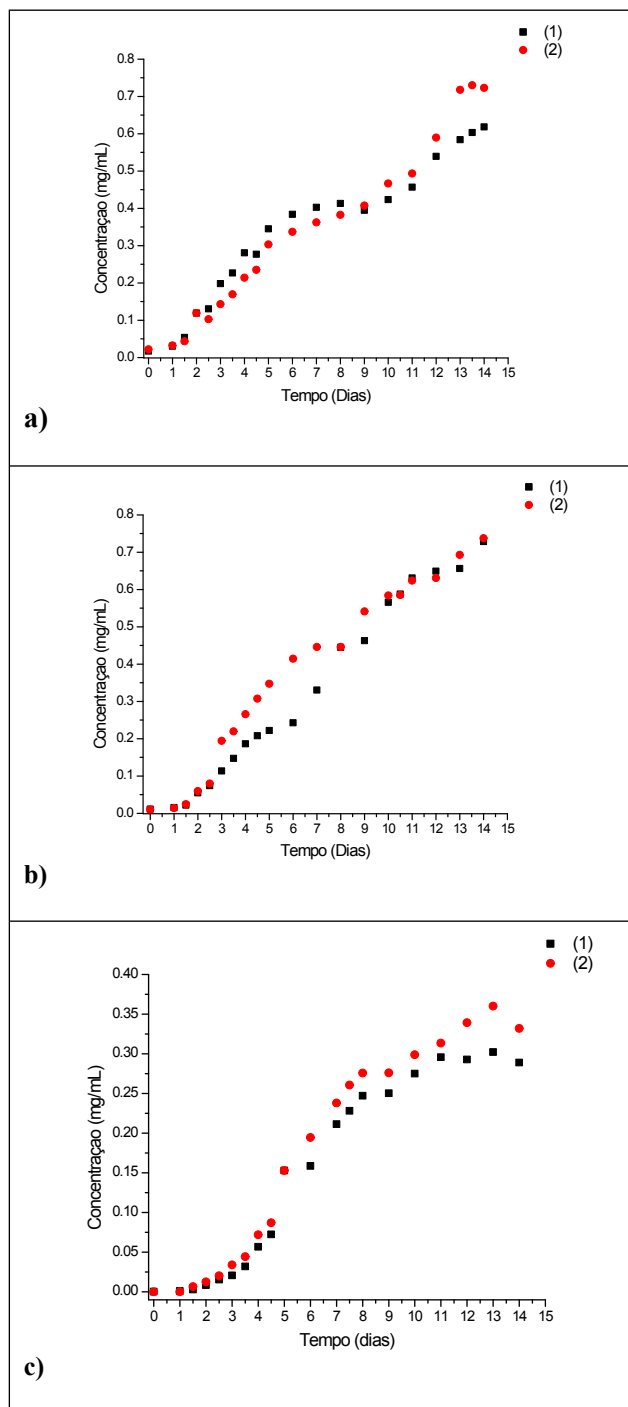 (1)
(2)
0.8
0.7
0.6
0.5
0.4
0.3
0.2
0.1
0.0
Concentraçao (mg/mL)
0 1 2 3 4 5 6 7 8 9 10 11 12 13 14 15
Tempo (Dias)
a)
(1)
(2)
0.8
0.7
0.6
0.5
0.4
0.3
0.2
0.1
0.0
Concentraçao (mg/mL)
0 1 2 3 4 5 6 7 8 9 10 11 12 13 14 15
Tempo (Dias)
b)
(1)
(2)
0.40
0.35
0.30
0.25
0.20
0.15
0.10
0.05
0.00
Concentraçao (mg/mL)
0 1 2 3 4 5 6 7 8 9 10 11 12 13 14 15
Tempo (dias)
c)